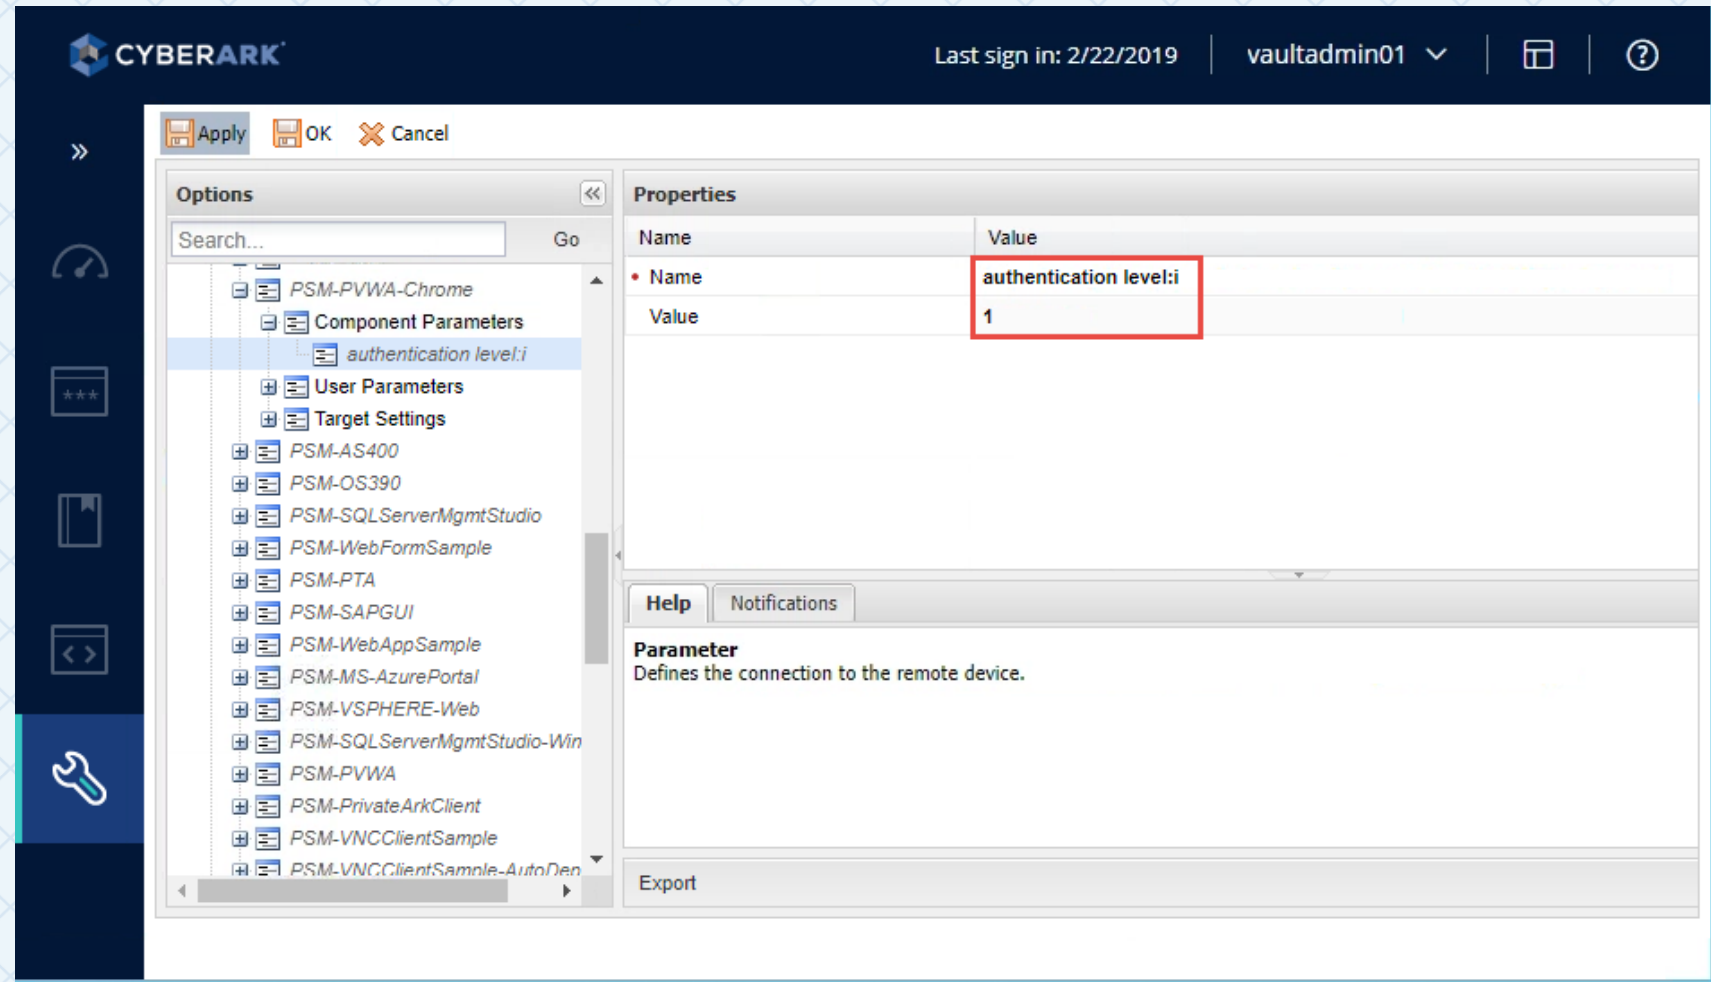 CYBERARK
Last sign in: 2/22/2019
vaultadmin01
Apply
OK
Cancel
Options
Search...
Go
PSM-PVWA-Chrome
Component Parameters
authentication level:i
User Parameters
Target Settings
PSM-AS400
PSM-OS390
PSM-SQLServerMgmtStudio
PSM-WebFormSample
PSM-PTA
PSM-SAPGUI
PSM-WebAppSample
PSM-MS-AzurePortal
PSM-VSPHERE-Web
PSM-SQLServerMgmtStudio-Win
PSM-PVWA
PSM-PrivateArkClient
PSM-VNCClientSample
PSM-VNCClientSample-AutoDep
Properties
Name Value
Name authentication level:i
Value 1
Help Notifications
Parameter
Defines the connection to the remote device.
Export